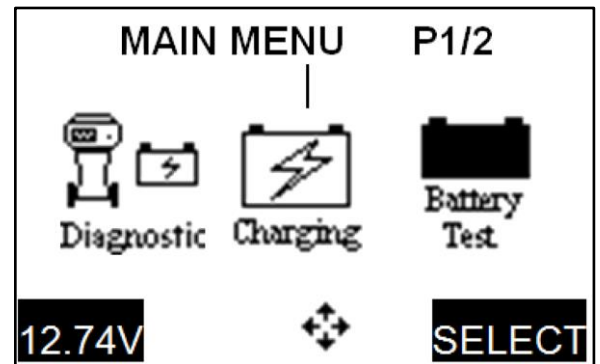 MAIN MENU P1/2
Diagnostic Charging Battery Test
12.74V SELECT